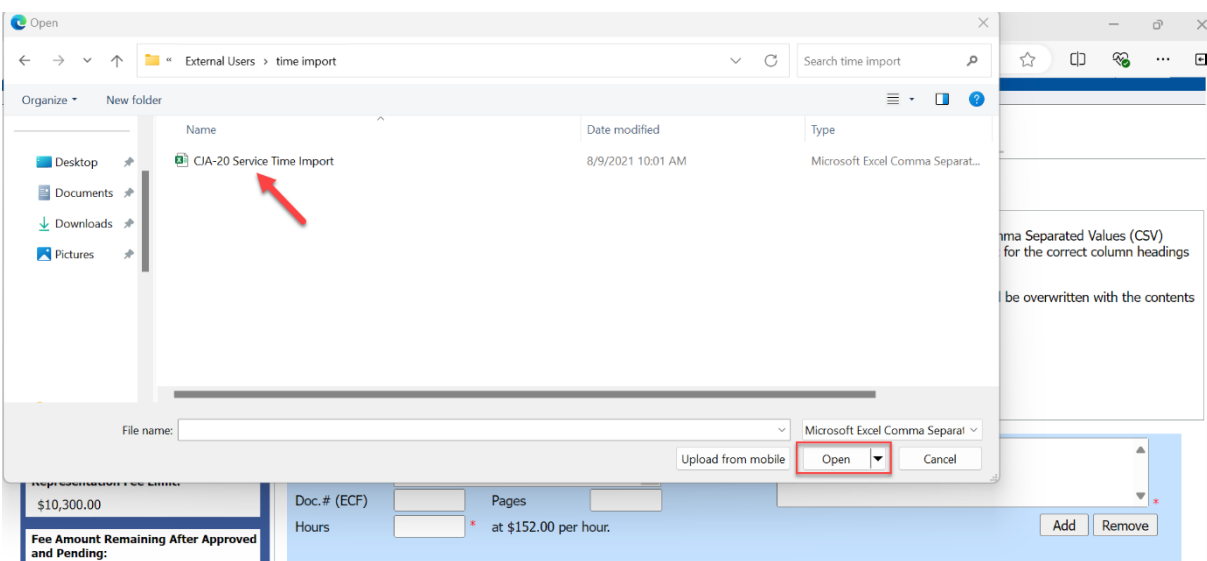 Open
« External Users › time import
Search time import
Organize
New folder
Name
Date modified
Type
Desktop
CJA-20 Service Time Import
8/9/2021 10:01 AM
Microsoft Excel Comma Separat...
Documents
Downloads
Pictures
Separated Values (CSV)
for the correct column headings
be overwritten with the contents
File name:
Microsoft Excel Comma Separat
Upload from mobile
Open
Cancel
Representation Fee Limit:
$10,300.00
Doc.# (ECF)
Pages
*
Hours
* at $152.00 per hour.
Add
Remove
Fee Amount Remaining After Approved
and Pending: